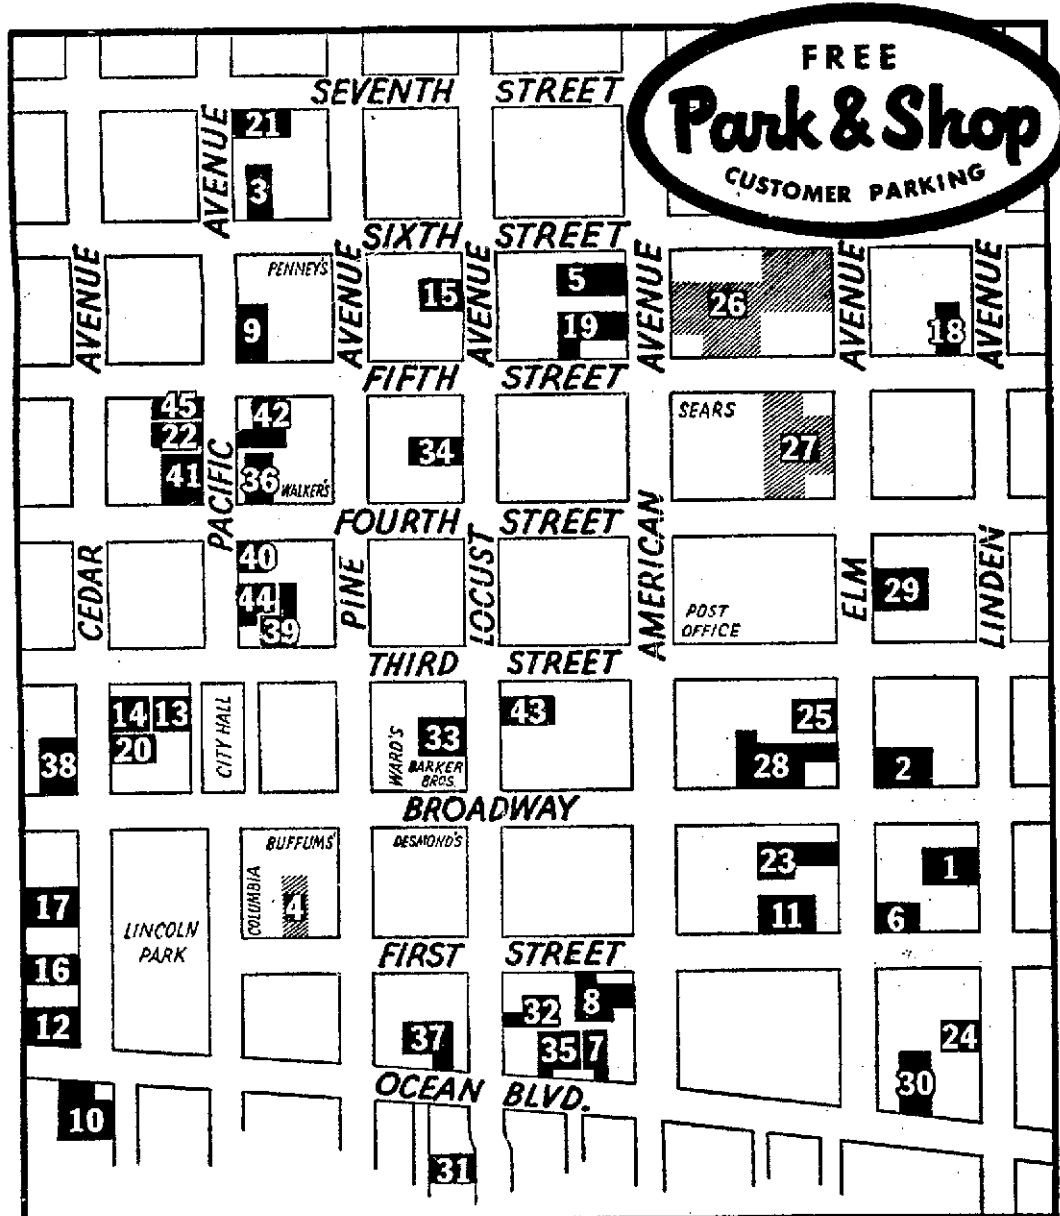 FREE
Park & Shop
CUSTOMER PARKING
SEVENTH STREET
21
3
AVENUE
SIXTH STREET
AVENUE
AVENUE
AVENUE
AVENUE
AVENUE
AVENUE
PENNEY'S
15
5
26
9
19
18
FIFTH STREET
45
42
SEARS
22
34
27
41
36
WALKER'S
PACIFIC
FOURTH STREET
AMERICAN
CEDAR
PINE
LOCUST
ELM
LINDEN
40
44
29
39
POST
OFFICE
THIRD STREET
14
13
CITY HALL
WARD'S
33
43
25
20
38
BARKER
BROS.
28
2
BROADWAY
BUFFUMS'
DESMOND'S
COLUMBIA
4
23
1
17
11
6
LINCOLN
PARK
FIRST STREET
16
32
8
12
37
35
7
24
30
OCEAN BLVD.
10
31